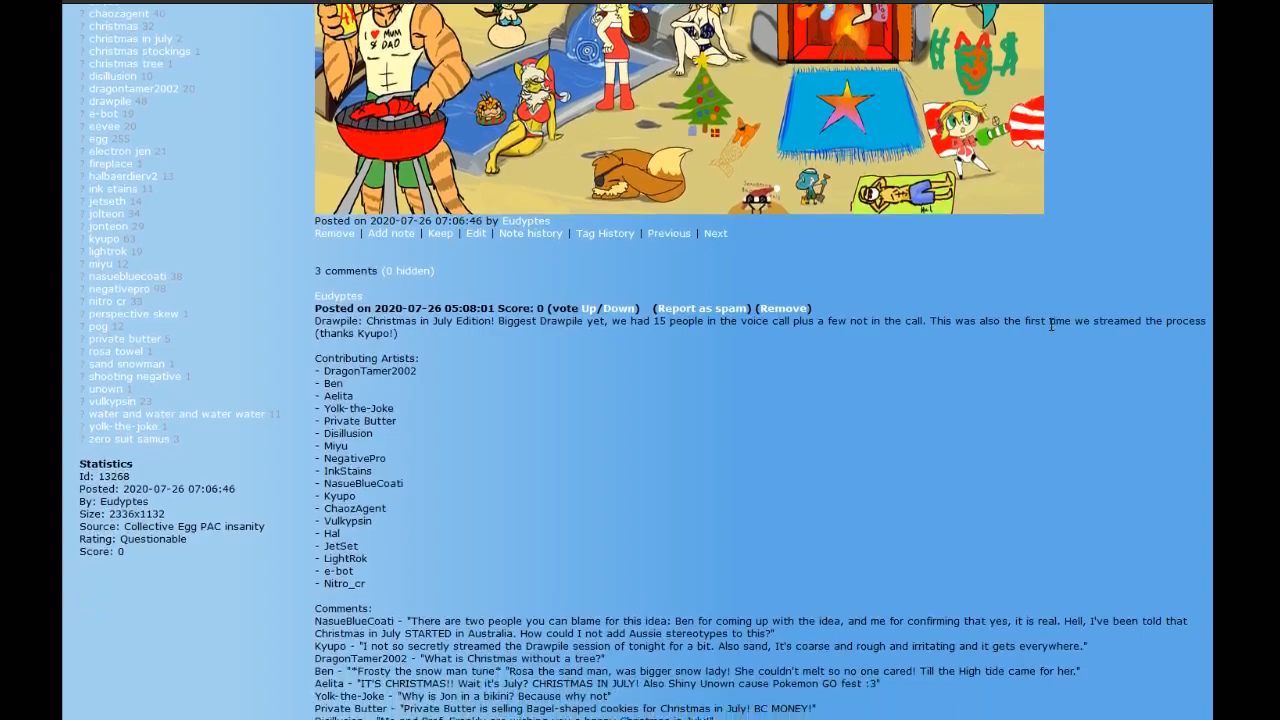 ? chaozagent 40
? christmas 32
? christmas in july 2
? christmas stockings 1
? christmas tree 1
? disillusion 10
? dragontamer2002 20
? drawpile 48
? e-bot 19
? eevee 20
? egg 255
? electron jen 21
? fireplace 1
? halbaerdierv2 13
? ink stains 11
? jetseth 14
? jolteon 34
? jonteon 29
? kyupo 63
? lightrok 19
? miyu 12
? nasuebluecoati 38
? negativepro 98
? nitro cr 33
? perspective skew 1
? pog 12
? private butter 5
? rosa towel 1
? sand snowman 1
? shooting negative 1
? unown 1
? vulkypsin 23
? water and water and water water 11
? yolk-the-joke 1
? zero suit samus 3
Statistics
Id: 13268
Posted: 2020-07-26 07:06:46
By: Eudyptes
Size: 2336x1132
Source: Collective Egg PAC insanity
Rating: Questionable
Score: 0
I ♥ MUM
& DAD
Hal
Posted on 2020-07-26 07:06:46 by Eudyptes
Remove | Add note | Keep | Edit | Note history | Tag History | Previous | Next
3 comments (0 hidden)
Eudyptes
Posted on 2020-07-26 05:08:01 Score: 0 (vote Up/Down) (Report as spam) (Remove)
Drawpile: Christmas in July Edition! Biggest Drawpile yet, we had 15 people in the voice call plus a few not in the call. This was also the first time we streamed the process
(thanks Kyupo!)
Contributing Artists:
- DragonTamer2002
- Ben
- Aelita
- Yolk-the-Joke
- Private Butter
- Disillusion
- Miyu
- NegativePro
- InkStains
- NasueBlueCoati
- Kyupo
- ChaozAgent
- Vulkypsin
- Hal
- JetSet
- LightRok
- e-bot
- Nitro_cr
Comments:
NasueBlueCoati - "There are two people you can blame for this idea: Ben for coming up with the idea, and me for confirming that yes, it is real. Hell, I've been told that
Christmas in July STARTED in Australia. How could I not add Aussie stereotypes to this?"
Kyupo - "I not so secretly streamed the Drawpile session of tonight for a bit. Also sand, It's coarse and rough and irritating and it gets everywhere."
DragonTamer2002 - "What is Christmas without a tree?"
Ben - "*Frosty the snow man tune* "Rosa the sand man, was bigger snow lady! She couldn't melt so no one cared! Till the High tide came for her."
Aelita - "IT'S CHRISTMAS!! Wait it's July? CHRISTMAS IN JULY! Also Shiny Unown cause Pokemon GO fest :3"
Yolk-the-Joke - "Why is Jon in a bikini? Because why not"
Private Butter - "Private Butter is selling Bagel-shaped cookies for Christmas in July! BC MONEY!"